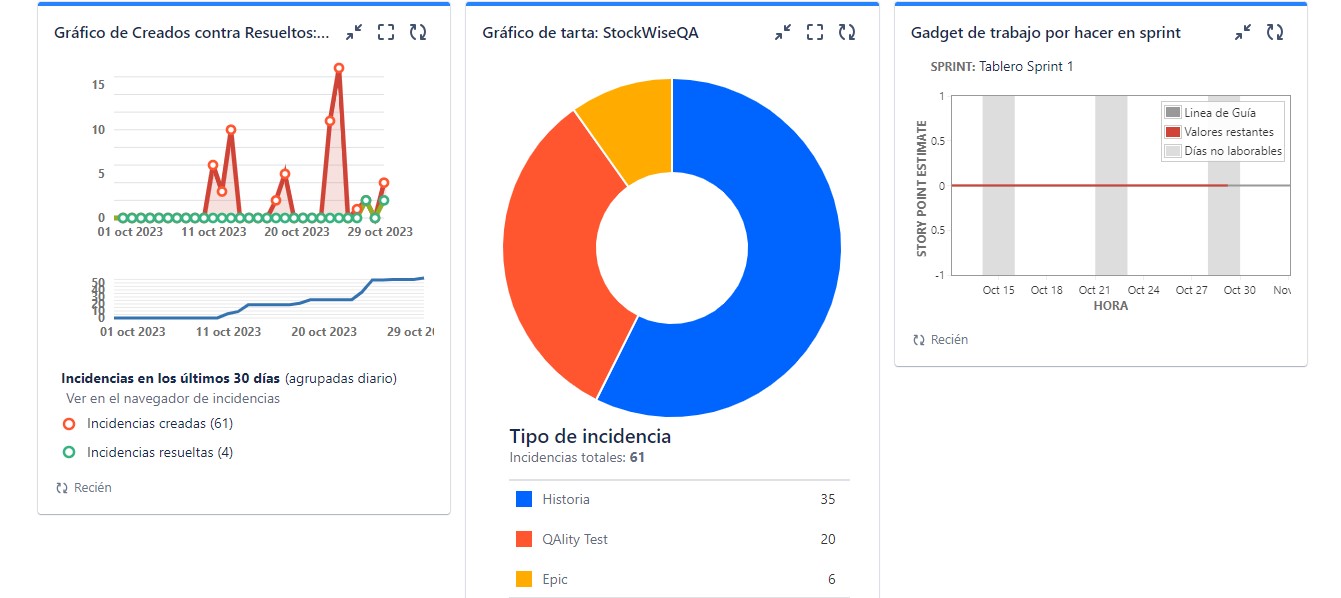 Gráfico de Creados contra Resueltos:...
15
10
5
0
01 oct 2023 11 oct 2023 20 oct 2023 29 oct 2023
50
30
20
10
0
01 oct 2023 11 oct 2023 20 oct 2023 29 oct 20
Incidencias en los últimos 30 días (agrupadas diario)
Ver en el navegador de incidencias
Incidencias creadas (61)
Incidencias resueltas (4)
Recién
Gráfico de tarta: StockWiseQA
Tipo de incidencia
Incidencias totales: 61
Historia 35
QAlity Test 20
Epic 6
Gadget de trabajo por hacer en sprint
SPRINT: Tablero Sprint 1
STORY POINT ESTIMATE
1
0.5
0
0.5
-1
Linea de Guía
Valores restantes
Días no laborables
Oct 15 Oct 18 Oct 21 Oct 24 Oct 27 Oct 30 Nov
HORA
Recién